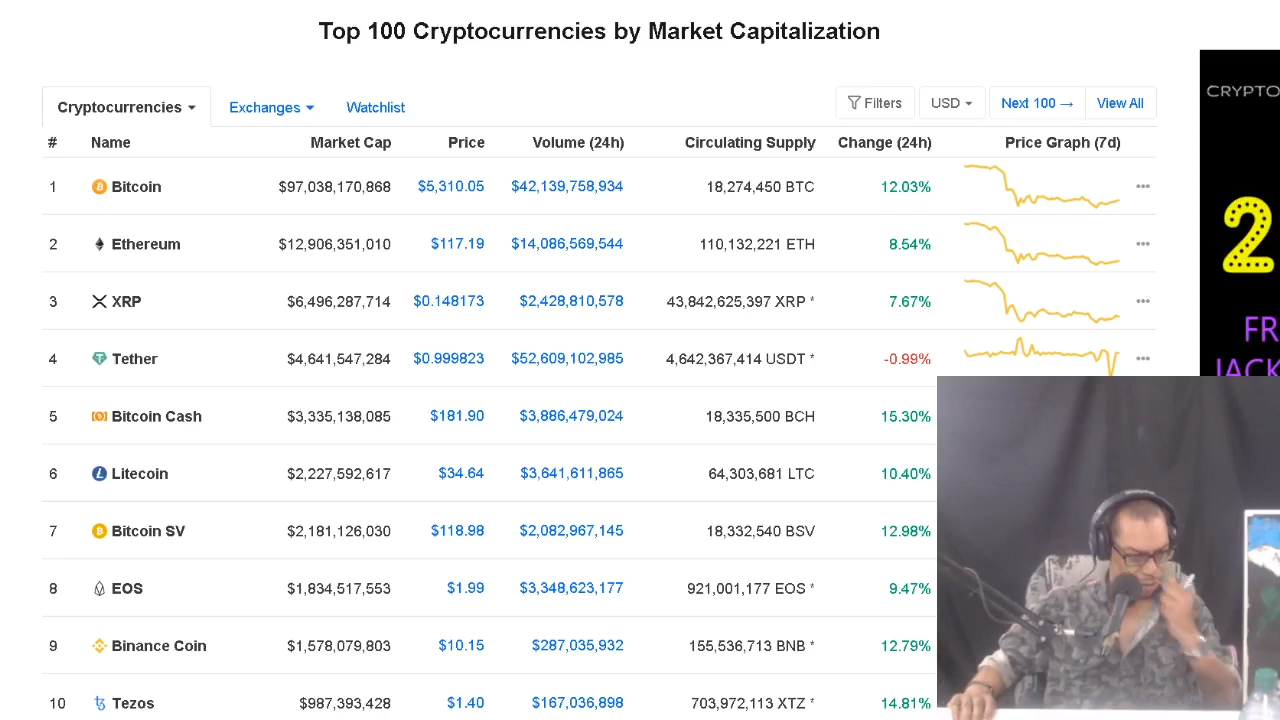 Top 100 Cryptocurrencies by Market Capitalization
Cryptocurrencies Exchanges Watchlist Filters USD Next 100 → View All
# Name Market Cap Price Volume (24h) Circulating Supply Change (24h) Price Graph (7d)
1 Bitcoin $97,038,170,868 $5,310.05 $42,139,758,934 18,274,450 BTC 12.03%
2 Ethereum $12,906,351,010 $117.19 $14,086,569,544 110,132,221 ETH 8.54%
3 XRP $6,496,287,714 $0.148173 $2,428,810,578 43,842,625,397 XRP * 7.67%
4 Tether $4,641,547,284 $0.999823 $52,609,102,985 4,642,367,414 USDT * -0.99%
5 Bitcoin Cash $3,335,138,085 $181.90 $3,886,479,024 18,335,500 BCH 15.30%
6 Litecoin $2,227,592,617 $34.64 $3,641,611,865 64,303,681 LTC 10.40%
7 Bitcoin SV $2,181,126,030 $118.98 $2,082,967,145 18,332,540 BSV 12.98%
8 EOS $1,834,517,553 $1.99 $3,348,623,177 921,001,177 EOS * 9.47%
9 Binance Coin $1,578,079,803 $10.15 $287,035,932 155,536,713 BNB * 12.79%
10 Tezos $987,393,428 $1.40 $167,036,898 703,972,113 XTZ * 14.81%
CRYPTO
2
FR
JACK